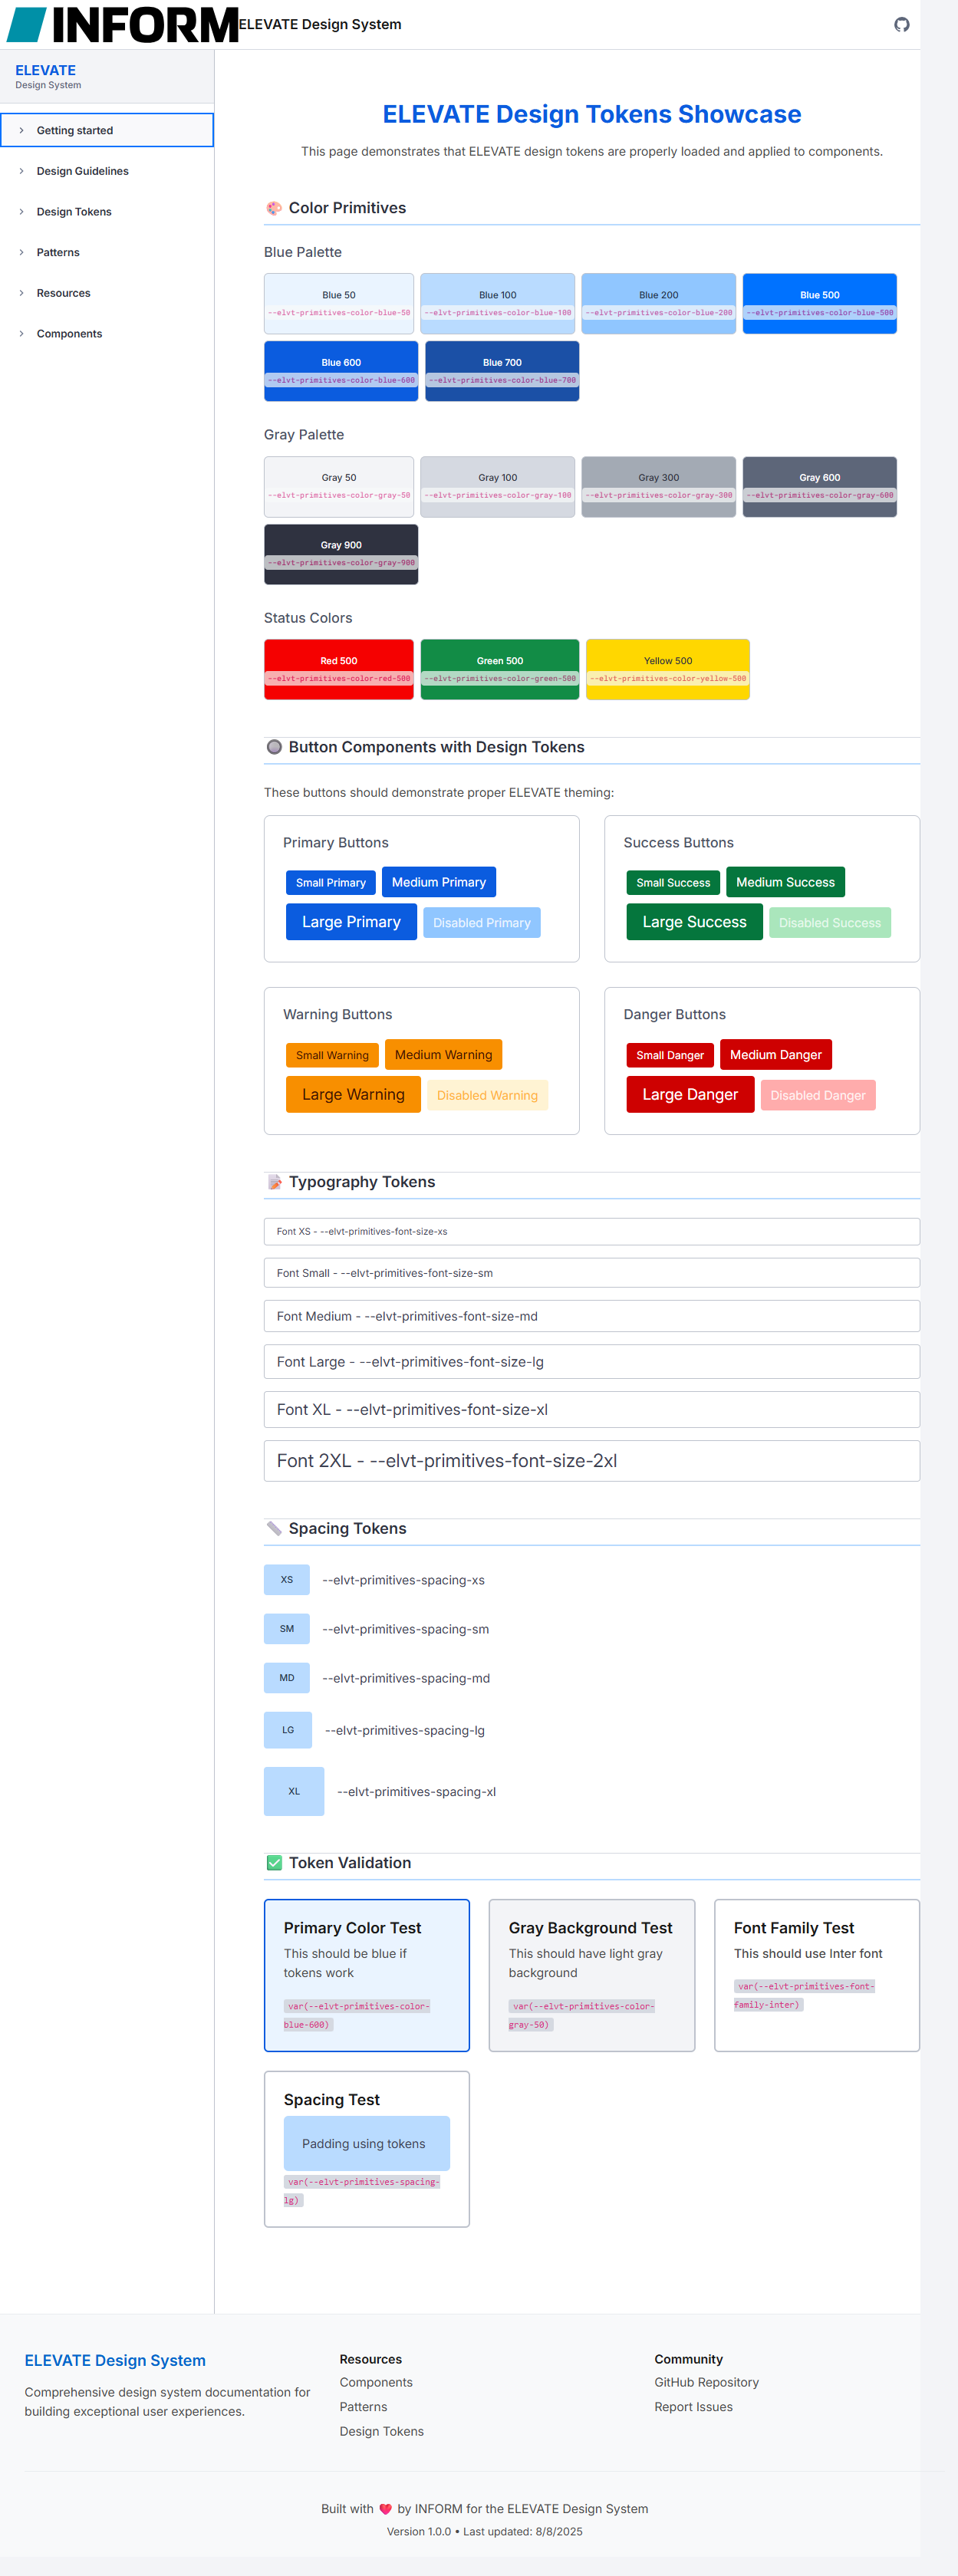 INFORM
ELEVATE Design System
ELEVATE
Design System
Getting started
Design Guidelines
Design Tokens
Patterns
Resources
Components
ELEVATE Design Tokens Showcase
This page demonstrates that ELEVATE design tokens are properly loaded and applied to components.
Color Primitives
Blue Palette
Blue 50
--elvt-primitives-color-blue-50
Blue 100
--elvt-primitives-color-blue-100
Blue 200
--elvt-primitives-color-blue-200
Blue 500
--elvt-primitives-color-blue-500
Blue 600
--elvt-primitives-color-blue-600
Blue 700
--elvt-primitives-color-blue-700
Gray Palette
Gray 50
--elvt-primitives-color-gray-50
Gray 100
--elvt-primitives-color-gray-100
Gray 300
--elvt-primitives-color-gray-300
Gray 600
--elvt-primitives-color-gray-600
Gray 900
--elvt-primitives-color-gray-900
Status Colors
Red 500
--elvt-primitives-color-red-500
Green 500
--elvt-primitives-color-green-500
Yellow 500
--elvt-primitives-color-yellow-500
Button Components with Design Tokens
These buttons should demonstrate proper ELEVATE theming:
Primary Buttons
Small Primary
Medium Primary
Large Primary
Disabled Primary
Success Buttons
Small Success
Medium Success
Large Success
Disabled Success
Warning Buttons
Small Warning
Medium Warning
Large Warning
Disabled Warning
Danger Buttons
Small Danger
Medium Danger
Large Danger
Disabled Danger
Typography Tokens
Font XS - --elvt-primitives-font-size-xs
Font Small - --elvt-primitives-font-size-sm
Font Medium - --elvt-primitives-font-size-md
Font Large - --elvt-primitives-font-size-lg
Font XL - --elvt-primitives-font-size-xl
Font 2XL - --elvt-primitives-font-size-2xl
Spacing Tokens
XS
--elvt-primitives-spacing-xs
SM
--elvt-primitives-spacing-sm
MD
--elvt-primitives-spacing-md
LG
--elvt-primitives-spacing-lg
XL
--elvt-primitives-spacing-xl
Token Validation
Primary Color Test
This should be blue if
tokens work
var(--elvt-primitives-color-
blue-600)
Gray Background Test
This should have light gray
background
var(--elvt-primitives-color-
gray-50)
Font Family Test
This should use Inter font
var(--elvt-primitives-font-
family-inter)
Spacing Test
Padding using tokens
var(--elvt-primitives-spacing-
lg)
ELEVATE Design System
Comprehensive design system documentation for
building exceptional user experiences.
Resources
Components
Patterns
Design Tokens
Community
GitHub Repository
Report Issues
Built with ❤️ by INFORM for the ELEVATE Design System
Version 1.0.0 • Last updated: 8/8/2025